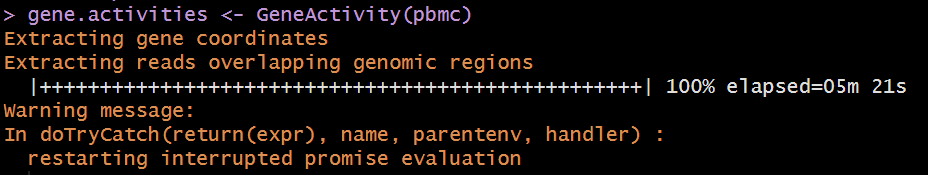 > gene.activities <- GeneActivity(pbmc)
Extracting gene coordinates
Extracting reads overlapping genomic regions
  |++++++++++++++++++++++++++++++++++++++++++++++++++| 100% elapsed=05m 21s
Warning message:
In doTryCatch(return(expr), name, parentenv, handler) :
  restarting interrupted promise evaluation